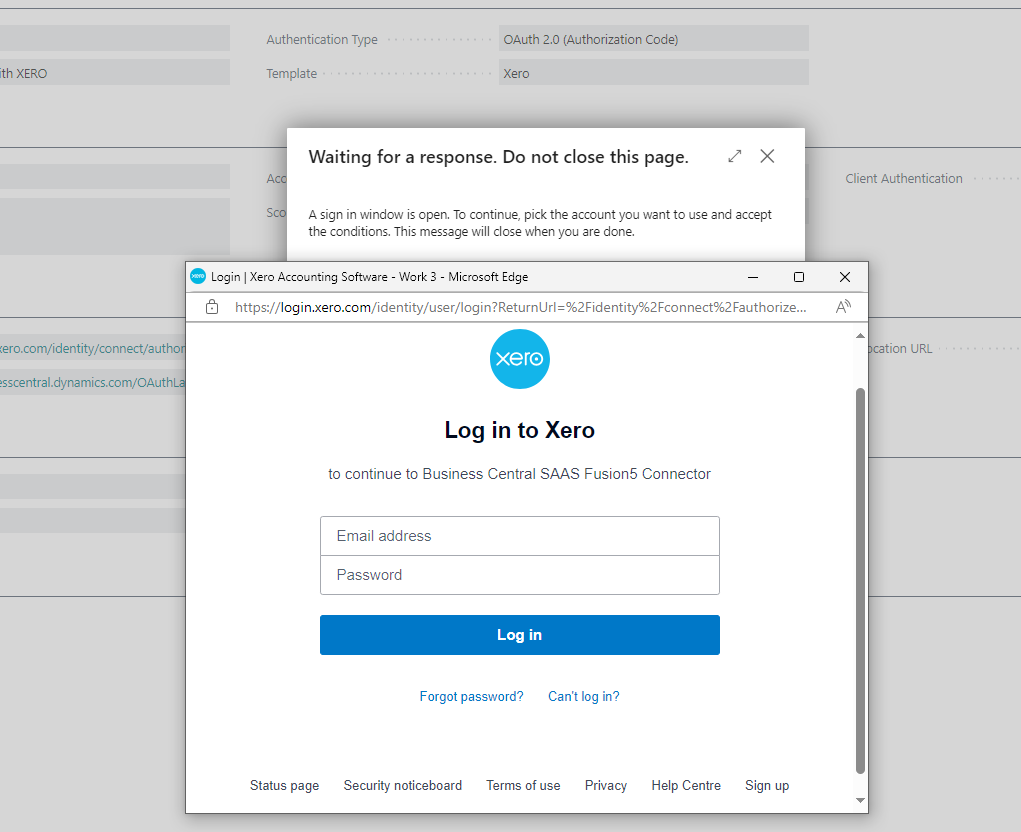 Authentication Type
OAuth 2.0 (Authorization Code)
ith XERO
Template
Xero
Waiting for a response. Do not close this page.
Acc
Client Authentication
Sco
A sign in window is open. To continue, pick the account you want to use and accept
the conditions. This message will close when you are done.
xero Login | Xero Accounting Software - Work 3 - Microsoft Edge
https://login.xero.com/identity/user/login?ReturnUrl=%2Fidentity%2Fconnect%2Fauthorize...
xero
xero.com/identity/connect/author
ocation URL
esscentral.dynamics.com/OAuthLa
Log in to Xero
to continue to Business Central SAAS Fusion5 Connector
Email address
Password
Log in
Forgot password? Can't log in?
Status page Security noticeboard Terms of use Privacy Help Centre Sign up